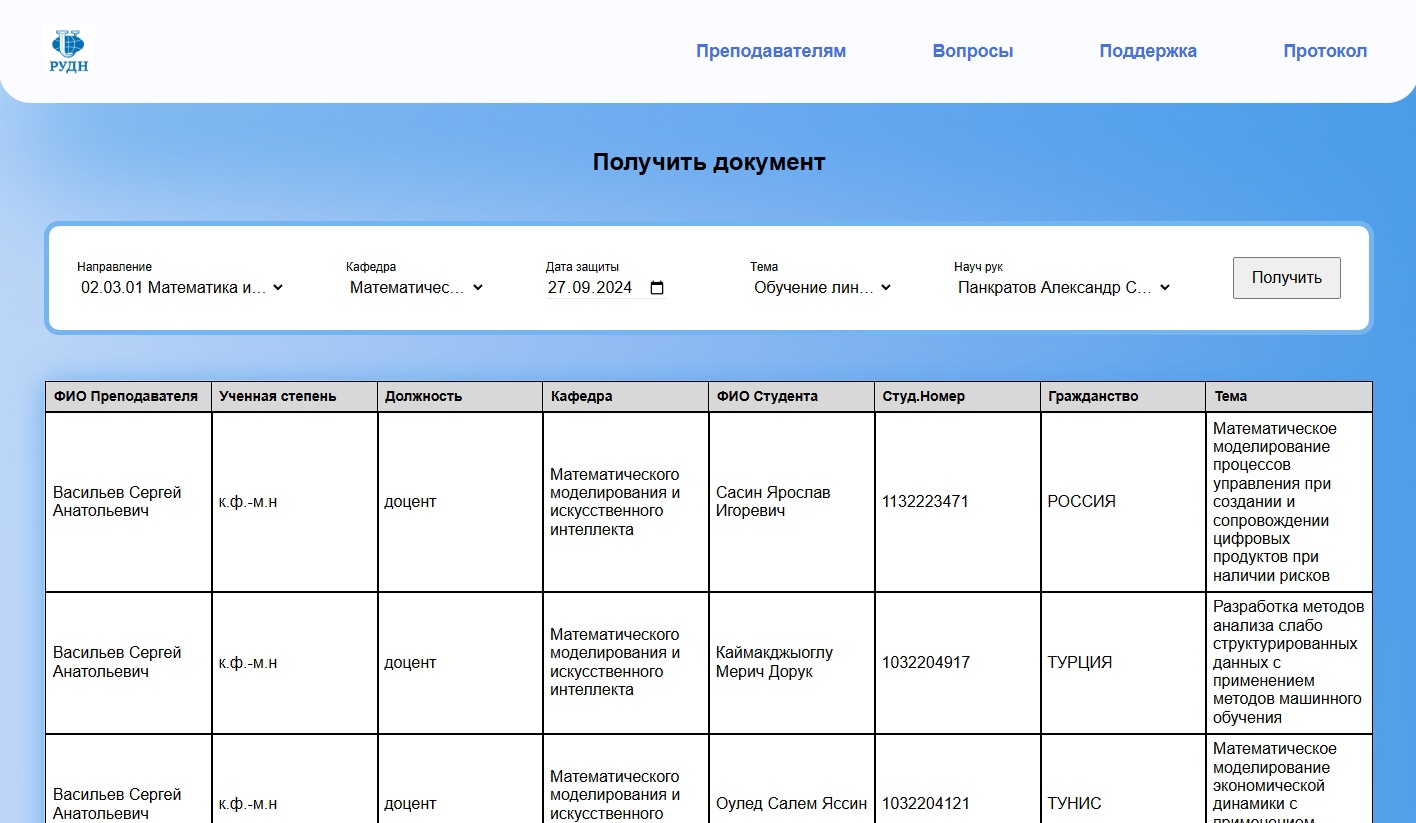 РУДН
Преподавателям Вопросы Поддержка Протокол
Получить документ
Направление Кафедра Дата защиты Тема Науч рук
02.03.01 Математика и... Математичес... 27.09.2024 Обучение лин... Панкратов Александр С... Получить
ФИО Преподавателя Ученная степень Должность Кафедра ФИО Студента Студ.Номер Гражданство Тема
Васильев Сергей
Анатольевич
к.ф.-м.н
доцент
Математического
моделирования и
искусственного
интеллекта
Сасин Ярослав
Игоревич
1132223471
РОССИЯ
Математическое
моделирование
процессов
управления при
создании и
сопровождении
цифровых
продуктов при
наличии рисков
Васильев Сергей
Анатольевич
к.ф.-м.н
доцент
Математического
моделирования и
искусственного
интеллекта
Каймакджыоглу
Мерич Дорук
1032204917
ТУРЦИЯ
Разработка методов
анализа слабо
структурированных
данных с
применением
методов машинного
обучения
Васильев Сергей
Анатольевич
к.ф.-м.н
доцент
Математического
моделирования и
искусственного
Оулед Салем Яссин
1032204121
ТУНИС
Математическое
моделирование
экономической
динамики с
применением